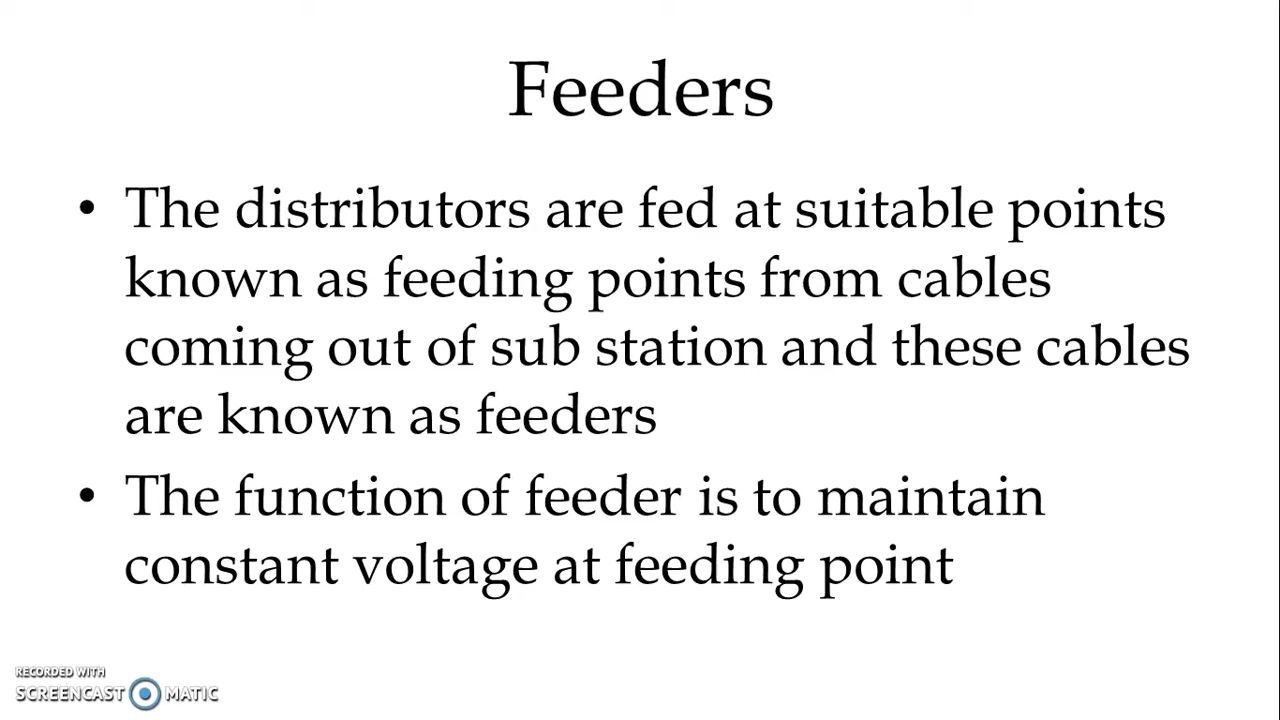 Feeders
• The distributors are fed at suitable points
known as feeding points from cables
coming out of sub station and these cables
are known as feeders
• The function of feeder is to maintain
constant voltage at feeding point
RECORDED WITH
SCREENCAST MATIC